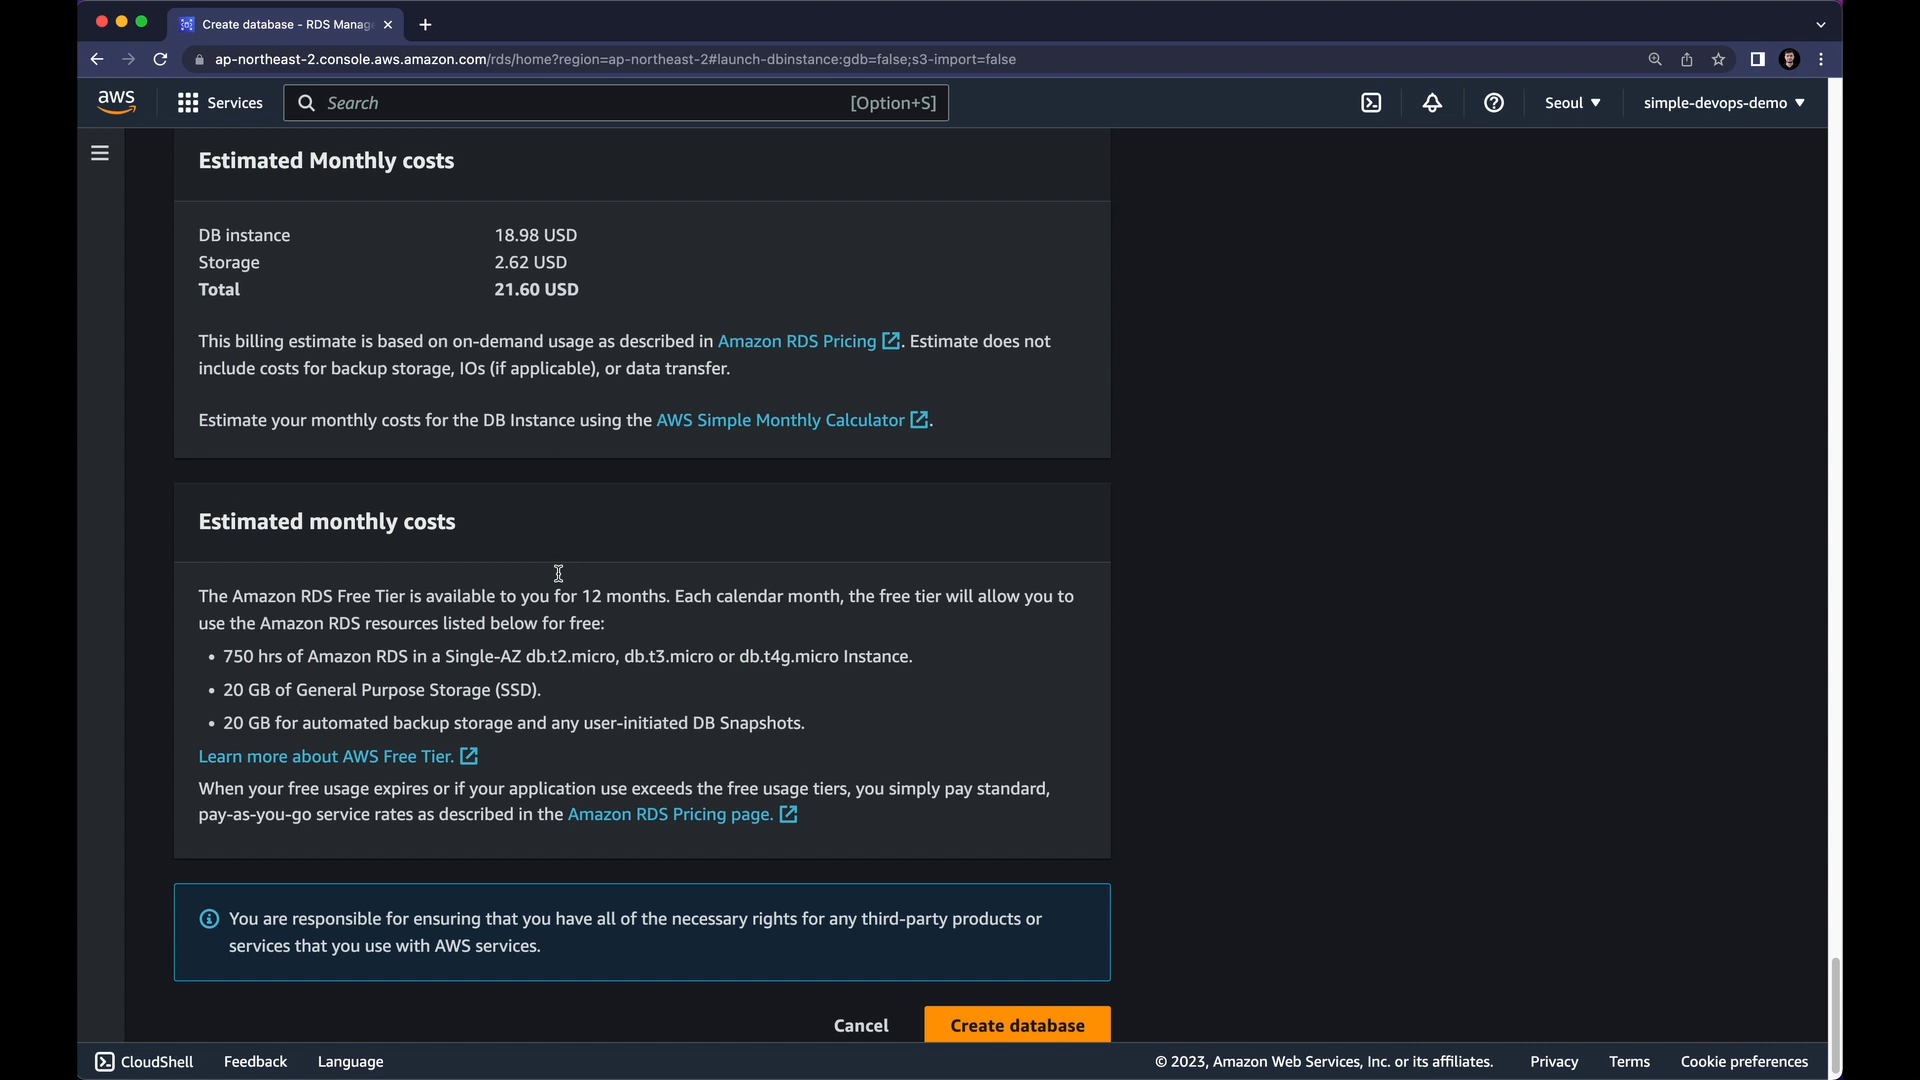 Create database - RDS Manag
ap-northeast-2.console.aws.amazon.com/rds/home?region=ap-northeast-2#launch-dbinstance:gdb=false;s3-import=false
aws Services Search [Option+S] Seoul simple-devops-demo
Estimated Monthly costs
DB instance 18.98 USD
Storage 2.62 USD
Total 21.60 USD
This billing estimate is based on on-demand usage as described in Amazon RDS Pricing. Estimate does not
include costs for backup storage, IOs (if applicable), or data transfer.
Estimate your monthly costs for the DB Instance using the AWS Simple Monthly Calculator.
Estimated monthly costs
The Amazon RDS Free Tier is available to you for 12 months. Each calendar month, the free tier will allow you to
use the Amazon RDS resources listed below for free:
• 750 hrs of Amazon RDS in a Single-AZ db.t2.micro, db.t3.micro or db.t4g.micro Instance.
• 20 GB of General Purpose Storage (SSD).
• 20 GB for automated backup storage and any user-initiated DB Snapshots.
Learn more about AWS Free Tier.
When your free usage expires or if your application use exceeds the free usage tiers, you simply pay standard,
pay-as-you-go service rates as described in the Amazon RDS Pricing page.
You are responsible for ensuring that you have all of the necessary rights for any third-party products or
services that you use with AWS services.
Cancel Create database
CloudShell Feedback Language © 2023, Amazon Web Services, Inc. or its affiliates. Privacy Terms Cookie preferences